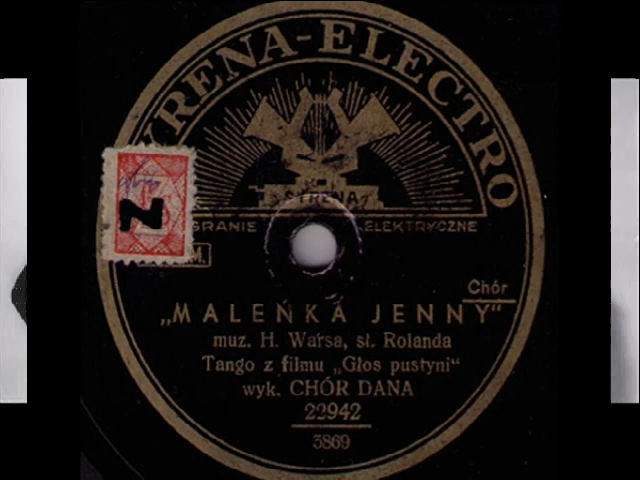 SYRENA-ELECTRO
SYRENA
NAGRANIE ELEKTRYCZNE
Z
M.
Chór
„MALEŃKA JENNY"
muz. H. Warsa, sł. Rolanda
Tango z filmu „Głos pustyni"
wyk. CHÓR DANA
22942
3869